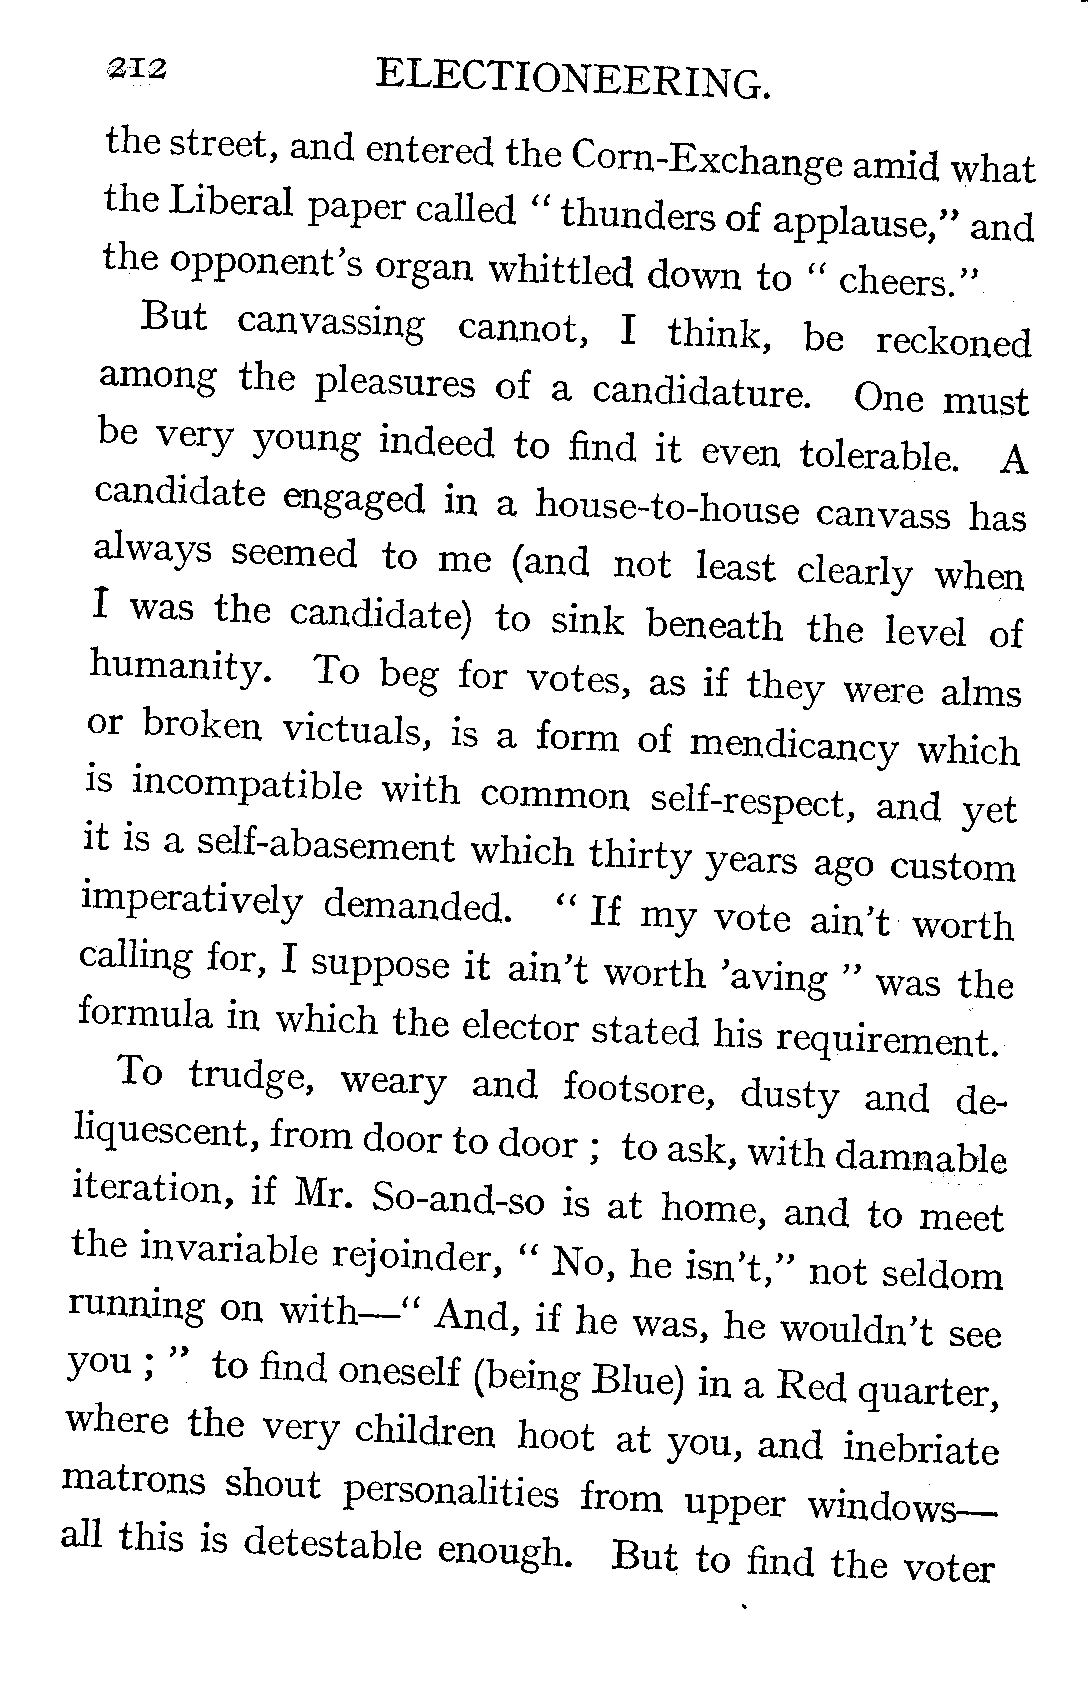 212 ELECTIONEERING.
the street, and entered the Corn-Exchange amid what
the Liberal paper called “ thunders of applause,” and
the opponent’s organ whittled down to “ cheers.”
But canvassing cannot, I think, be reckoned
among the pleasures of a candidature. One must
be very young indeed to find it even tolerable. A
candidate engaged in a house-to-house canvass has
always seemed to me (and not least clearly when
I was the candidate) to sink beneath the level of
humanity. To beg for votes, as if they were alms
or broken victuals, is a form of mendicancy which
is incompatible with common self-respect, and yet
it is a self-abasement which thirty years ago custom
imperatively demanded. “ If my vote ain’t worth
calling for, I suppose it ain’t worth ’aving ” was the
formula in which the elector stated his requirement.
To trudge, weary and footsore, dusty and de-
liquescent, from door to door ; to ask, with damnable
iteration, if Mr. So-and-so is at home, and to meet
the invariable rejoinder, “ No, he isn’t,” not seldom
running on with—“ And, if he was, he wouldn’t see
you ; ” to find oneself (being Blue) in a Red quarter,
where the very children hoot at you, and inebriate
matrons shout personalities from upper windows—
all this is detestable enough. But to find the voter